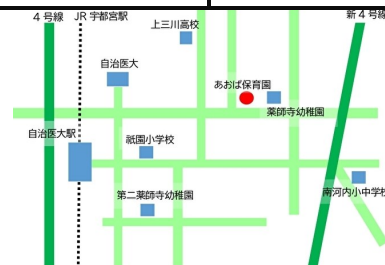 4号線 JR 宇都宮駅 新4号線
上三川高校
自治医大
あおば保育園
薬師寺幼稚園
自治医大駅
祇園小学校
第二薬師寺幼稚園
南河内小中学校